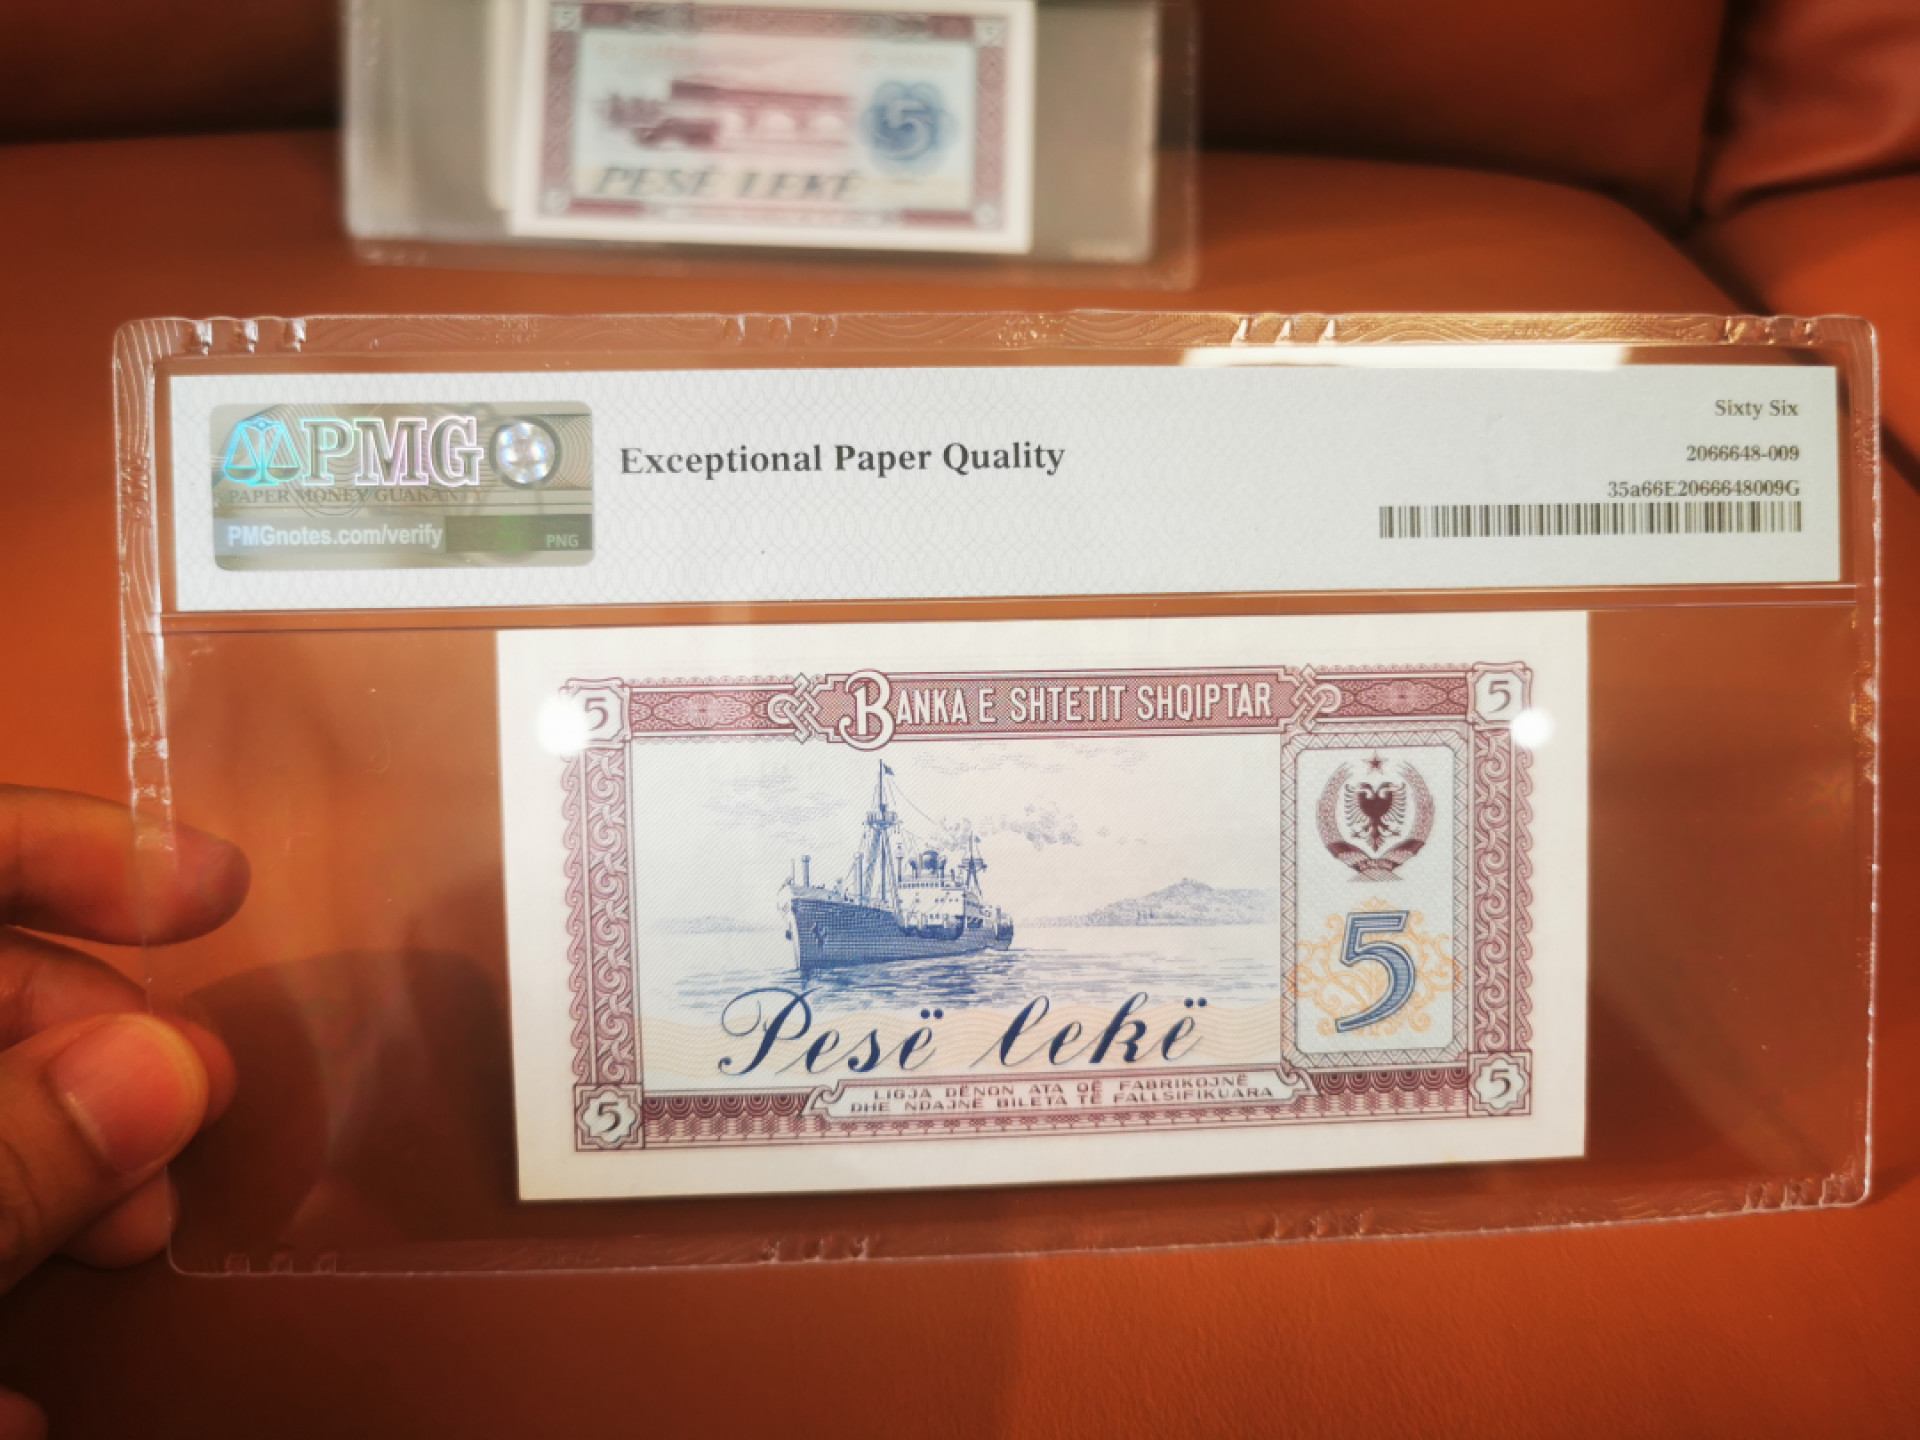 5
PESË LEKË
PMG
PAPER MONEY GUARANTY
PMGnotes.com/verify
PNG
Exceptional Paper Quality
Sixty Six
2066648-009
35a66E2066648009G
5
BANKA E SHTETIT SHQIPTAR
5
5
Pesë lekë
LIGJA DËNON ATA QË FABRIKOJNË
DHE NDAJNË BILETA TË FALLSIFIKUARA
5
5